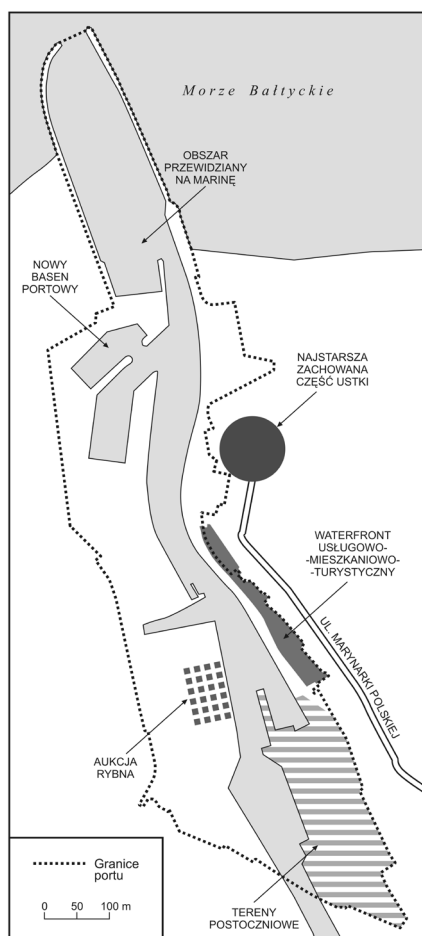 Morze Bałtyckie
OBSZAR
PRZEWIDZIANY
NA MARINĘ
NOWY
BASEN
PORTOWY
NAJSTARSZA
ZACHOWANA
CZĘŚĆ USTKI
WATERFRONT
USŁUGOWO-
-MIESZKANIOWO-
-TURYSTYCZNY
UL. MARYNARKI POLSKIEJ
AUKCJA
RYBNA
TERENY
POSTOCZNIOWE
Granice
portu
0 50 100 m